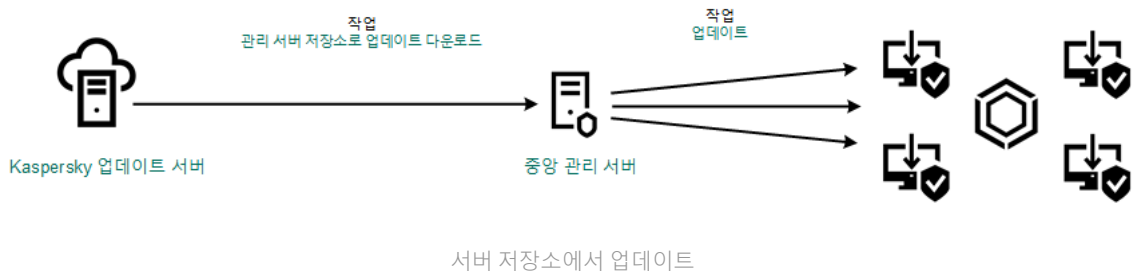 작업
관리 서버 저장소로 업데이트 다운로드
작업
업데이트
Kaspersky 업데이트 서버
중앙 관리 서버
서버 저장소에서 업데이트